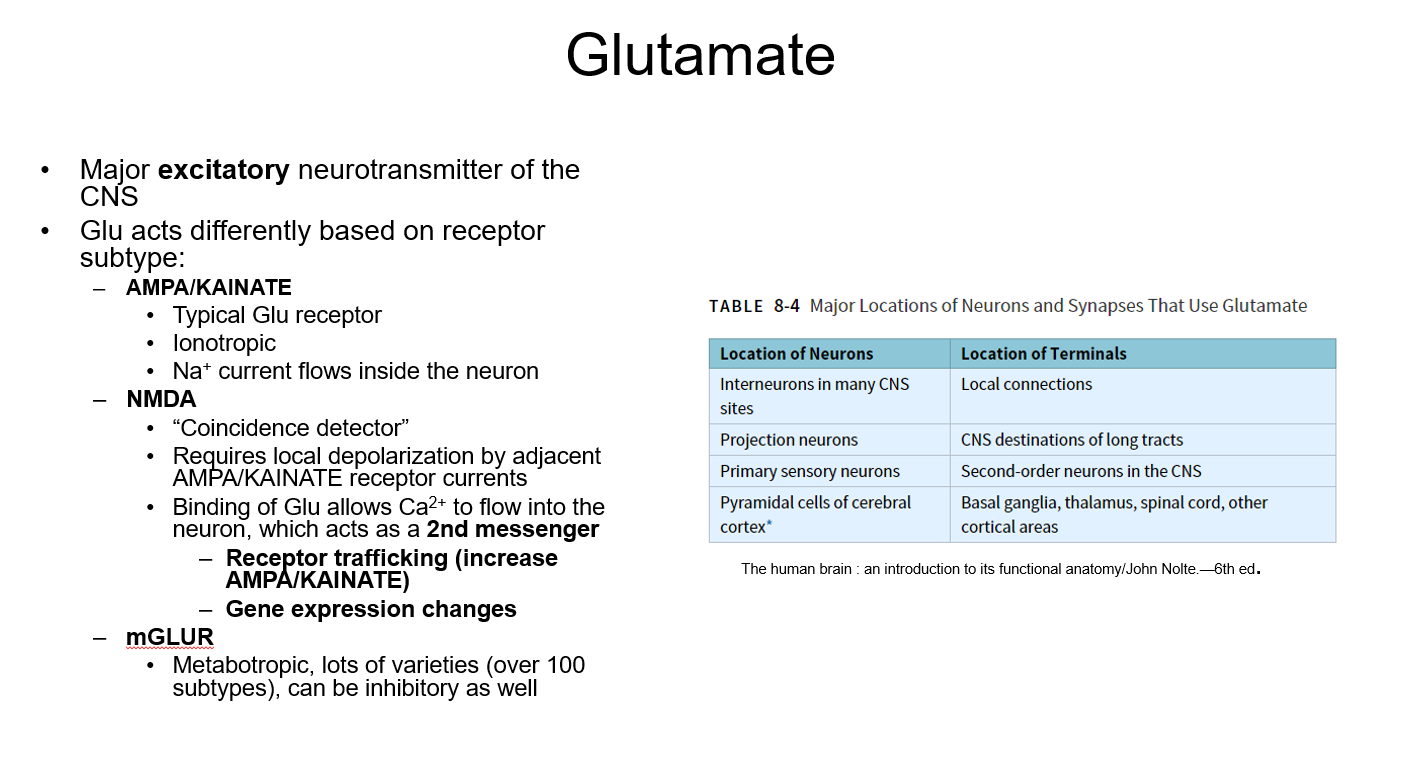 Glutamate
• Major excitatory neurotransmitter of the
CNS
• Glu acts differently based on receptor
subtype:
– AMPA/KAINATE
• Typical Glu receptor
• Ionotropic
• Na⁺ current flows inside the neuron
– NMDA
• “Coincidence detector”
• Requires local depolarization by adjacent
AMPA/KAINATE receptor currents
• Binding of Glu allows Ca²⁺ to flow into the
neuron, which acts as a 2nd messenger
– Receptor trafficking (increase
AMPA/KAINATE)
– Gene expression changes
– mGLUR
• Metabotropic, lots of varieties (over 100
subtypes), can be inhibitory as well
TABLE 8-4 Major Locations of Neurons and Synapses That Use Glutamate
Location of Neurons Location of Terminals
Interneurons in many CNS Local connections
sites
Projection neurons CNS destinations of long tracts
Primary sensory neurons Second-order neurons in the CNS
Pyramidal cells of cerebral Basal ganglia, thalamus, spinal cord, other
cortex* cortical areas
The human brain : an introduction to its functional anatomy/John Nolte.—6th ed.